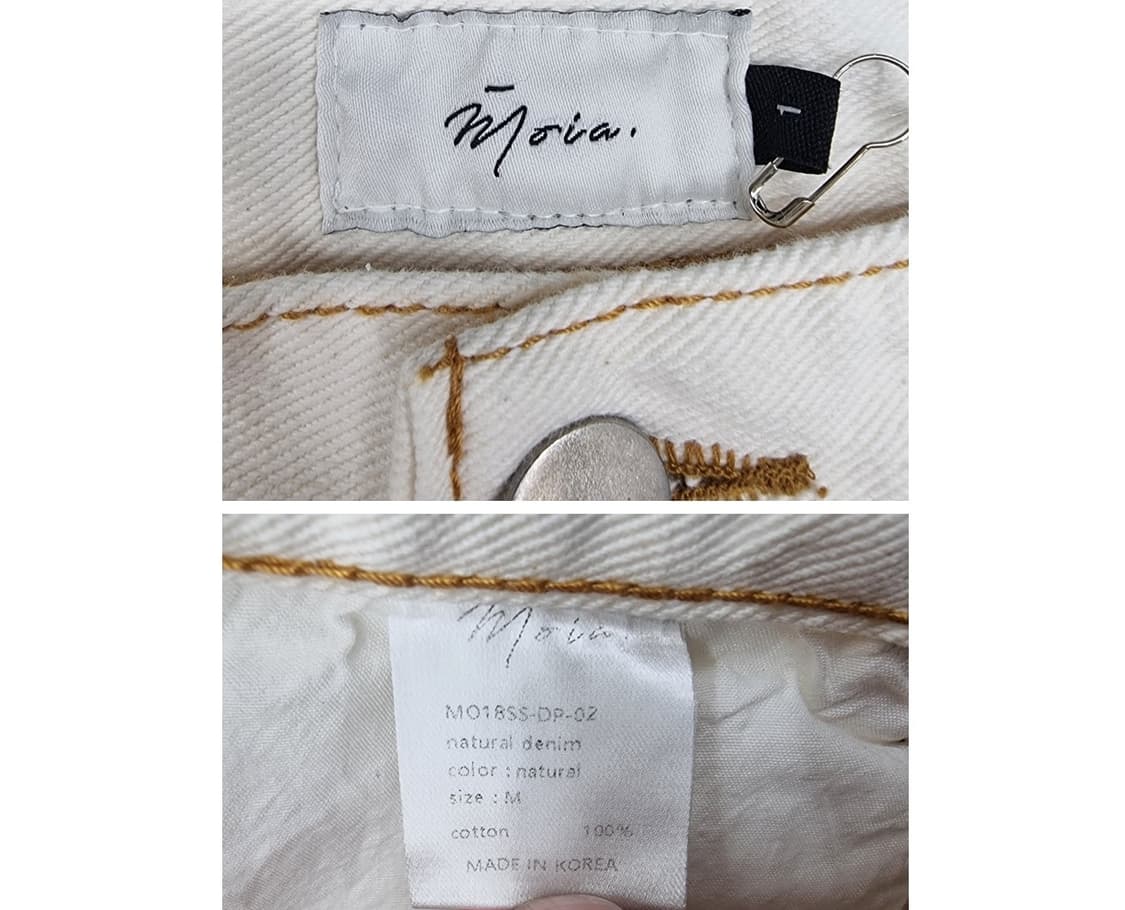 Moia.
1
Moia.
MO18SS-DP-02
natural denim
color : natural
size : M
cotton 100%
MADE IN KOREA